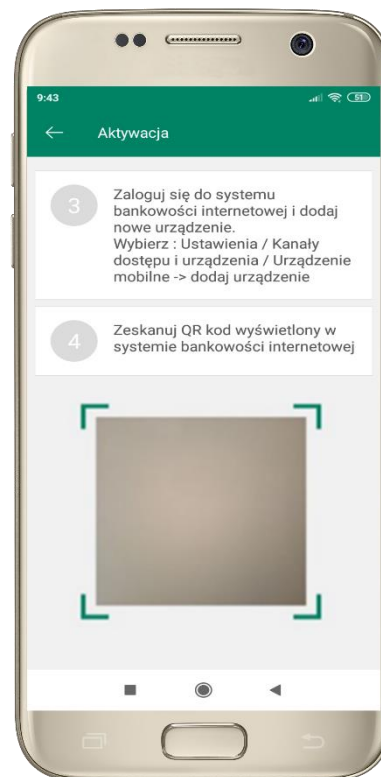 9:43
51
Aktywacja
3
Zaloguj się do systemu
bankowości internetowej i dodaj
nowe urządzenie.
Wybierz : Ustawienia / Kanały
dostępu i urządzenia / Urządzenie
mobilne -> dodaj urządzenie
4
Zeskanuj QR kod wyświetlony w
systemie bankowości internetowej